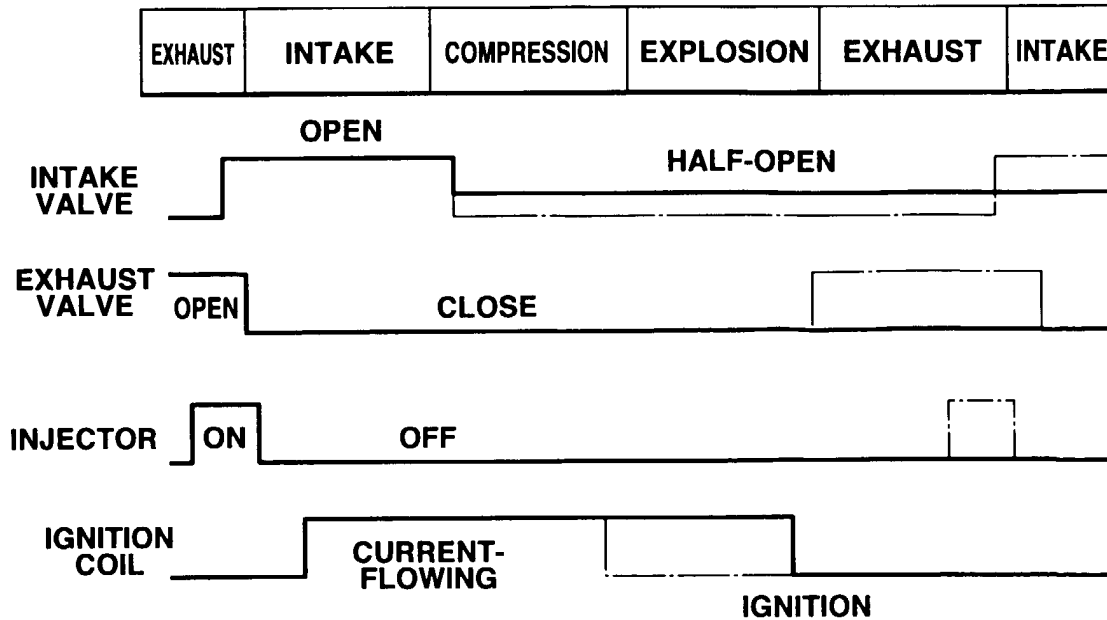 EXHAUST INTAKE COMPRESSION EXPLOSION EXHAUST INTAKE
OPEN
HALF-OPEN
INTAKE
VALVE
EXHAUST
VALVE
OPEN
CLOSE
INJECTOR
ON
OFF
IGNITION
COIL
CURRENT-
FLOWING
IGNITION